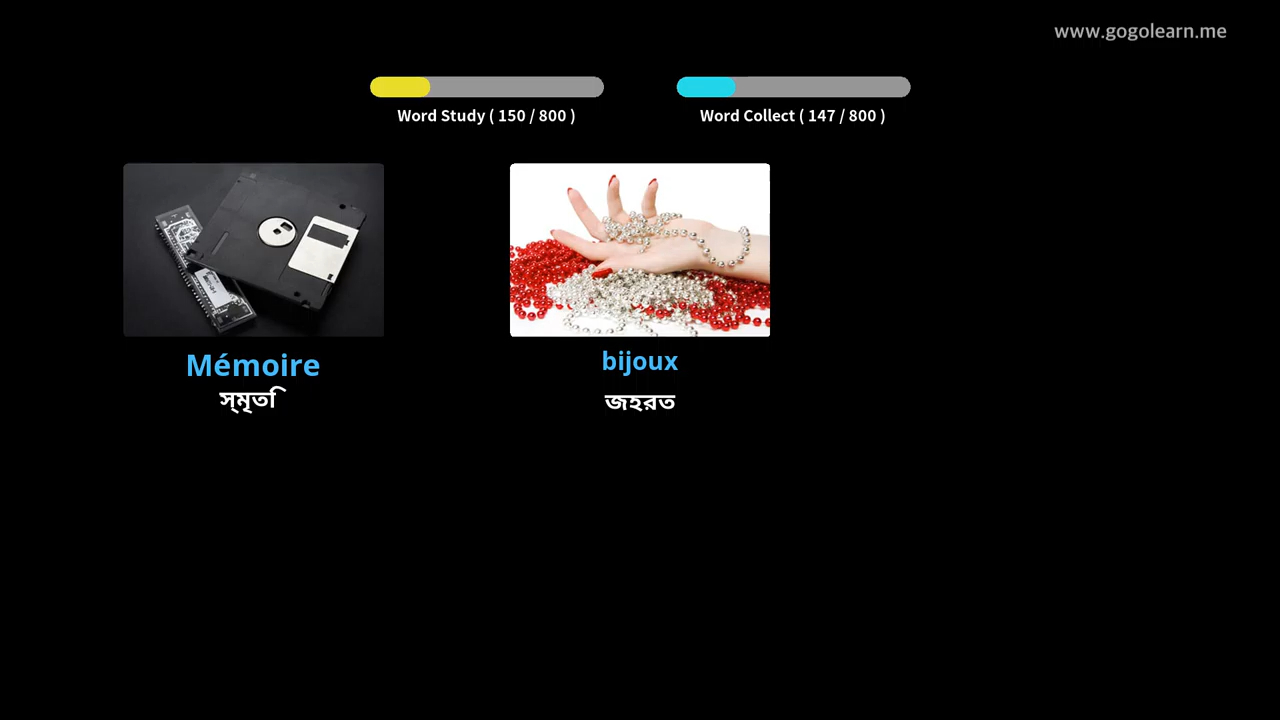 www.gogolearn.me
Word Study ( 150 / 800 )
Word Collect ( 147 / 800 )
Mémoire
স্মৃতি
bijoux
জহরত